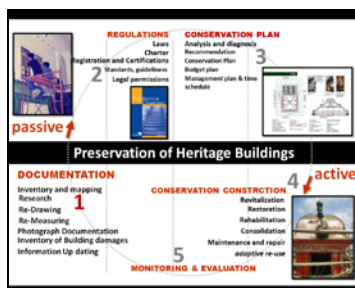 REGULATIONS
Laws
Charter
Registration and Certifications
Standards, guideliness
Legal permissions
2
CONSERVATION PLAN
Analysis and diagnosis
Recommendation
Conservation Plan
Budget plan
Management plan & time
schedule
3
passive
Preservation of Heritage Buildings
DOCUMENTATION
Inventory and mapping
Research
1
Re-Drawing
Re-Measuring
Photograph Documentation
Inventory of Building damages
Information Up dating
4
active
CONSERVATION CONSTRCTION
Revitalization
Restoration
Rehabilitation
Consolidation
Maintenance and repair
adaptive re-use
5
MONITORING & EVALUATION